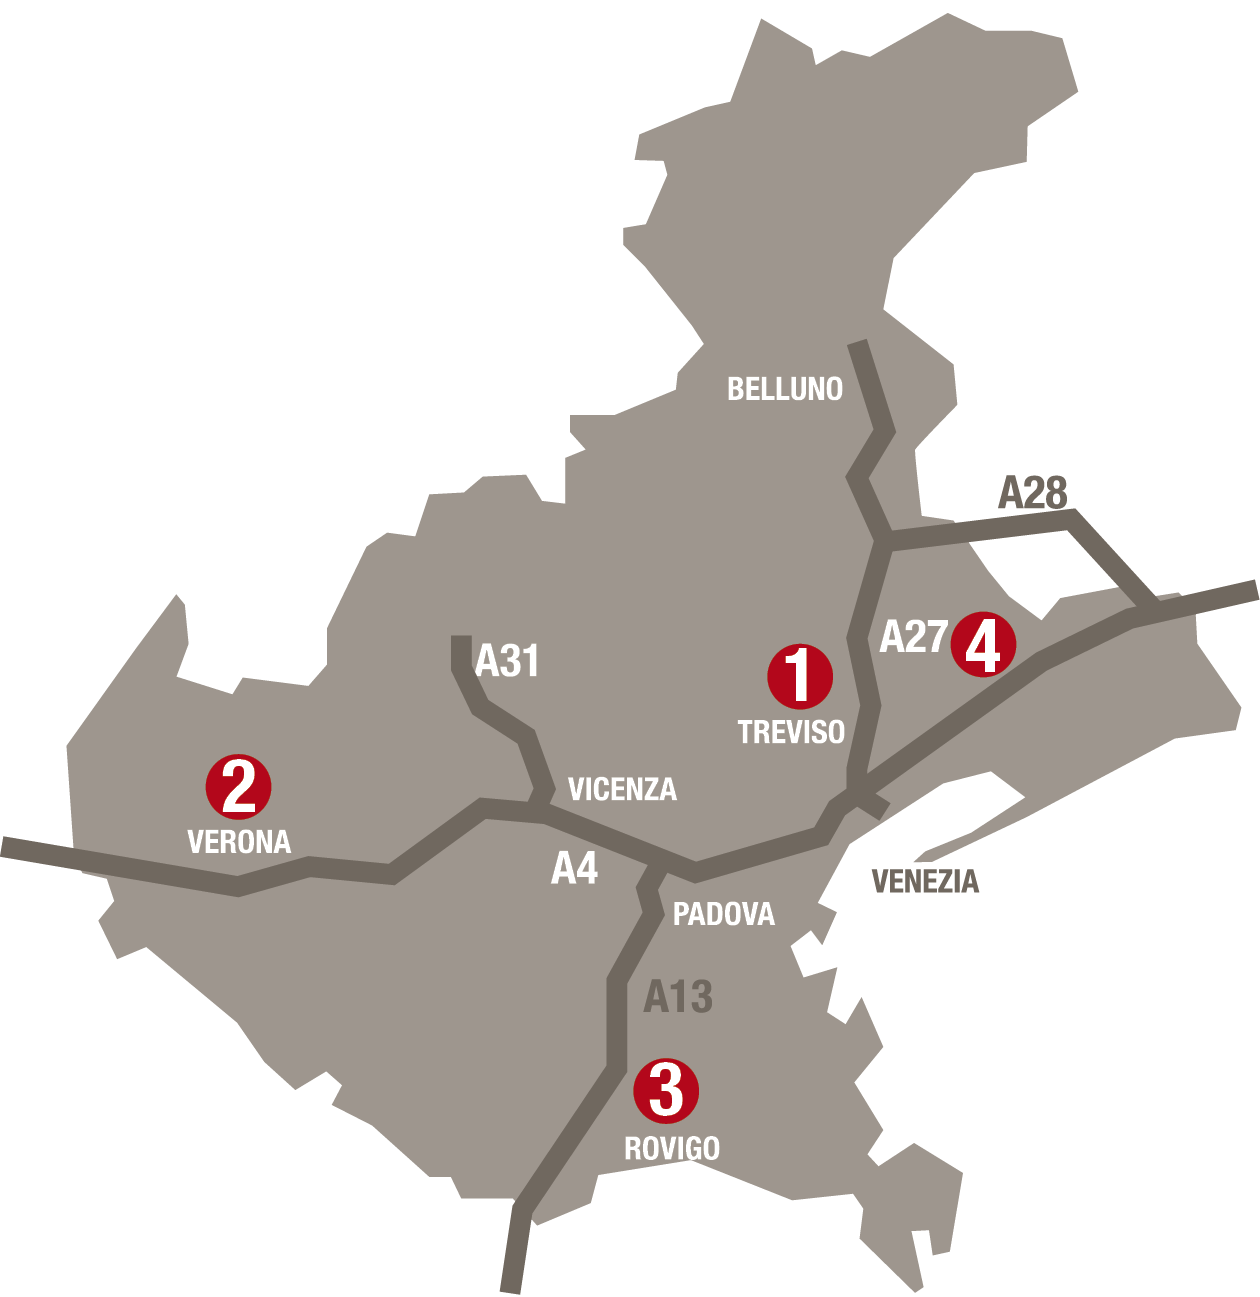 BELLUNO
A28
A27 4
1
TREVISO
A31
2
VERONA
VICENZA
A4
VENEZIA
PADOVA
A13
3
ROVIGO